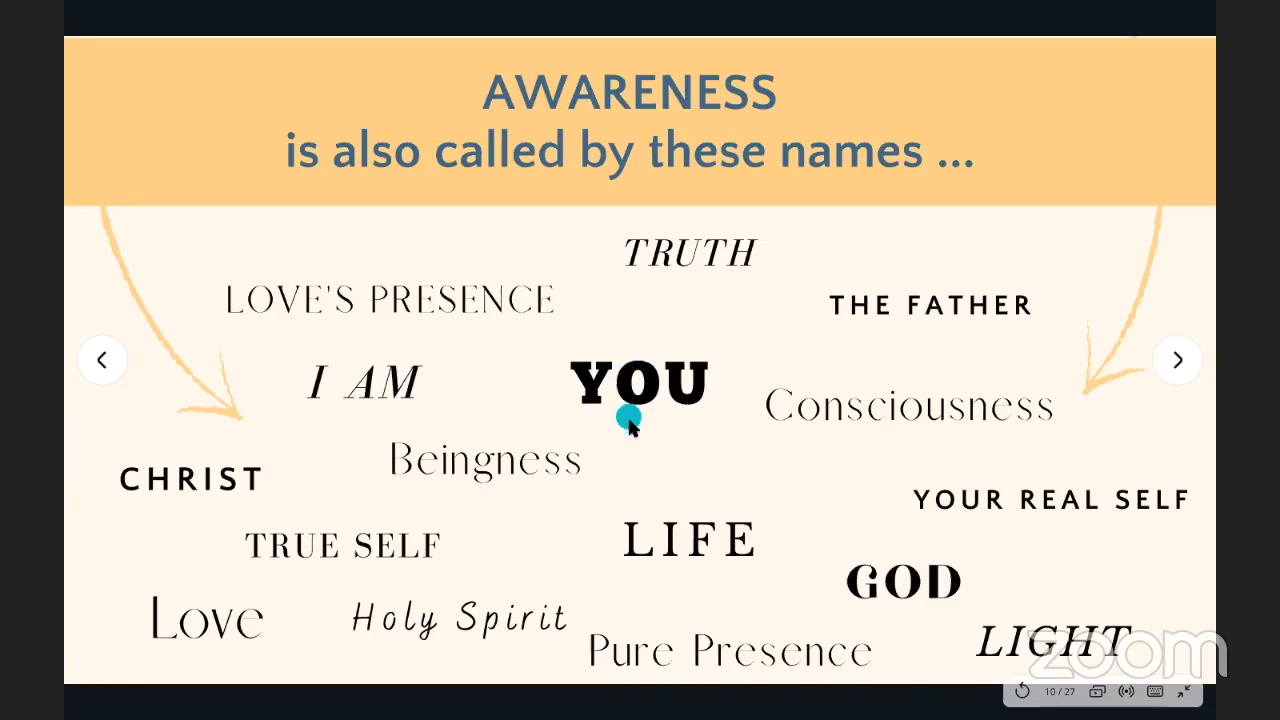 AWARENESS
is also called by these names ...
TRUTH
LOVE'S PRESENCE
THE FATHER
I AM
YOU
Consciousness
Beingness
CHRIST
YOUR REAL SELF
TRUE SELF
LIFE
GOD
Love
Holy Spirit
Pure Presence
LIGHT
zoom
10 / 27